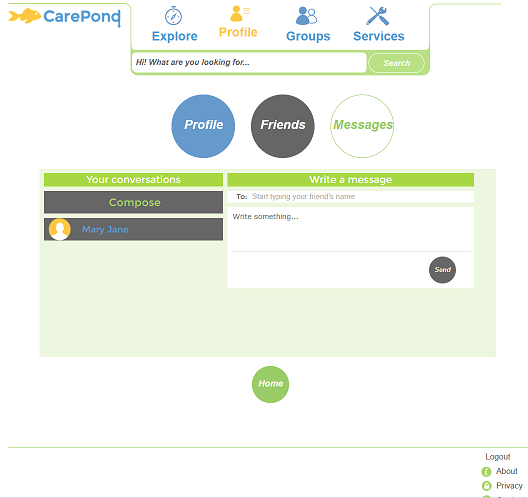 CarePond
Explore
Profile
Groups
Services
Hi! What are you looking for...
Search
Profile
Friends
Messages
Your conversations
Write a message
Compose
To: Start typing your friend's name
Mary Jane
Write something...
Send
Home
Logout
About
Privacy